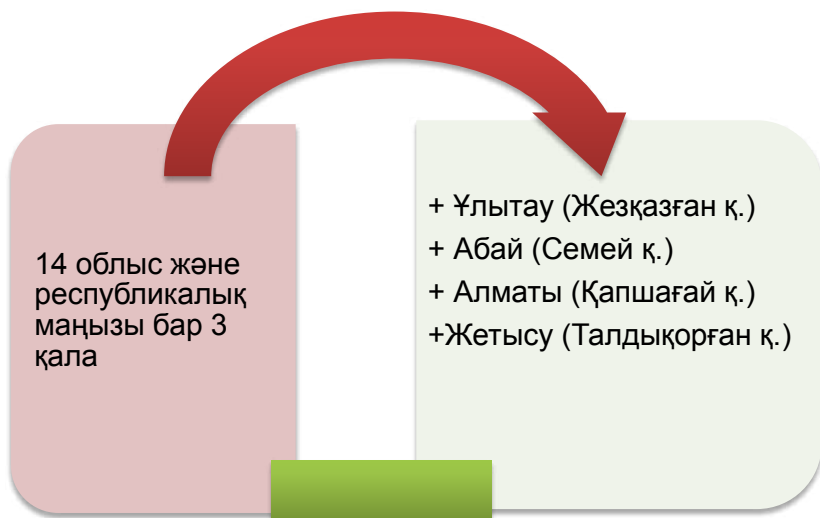 14 облыс және
республикалық
маңызы бар 3
қала
+ Ұлытау (Жезқазған қ.)
+ Абай (Семей қ.)
+ Алматы (Қапшағай қ.)
+Жетысу (Талдықорған қ.)